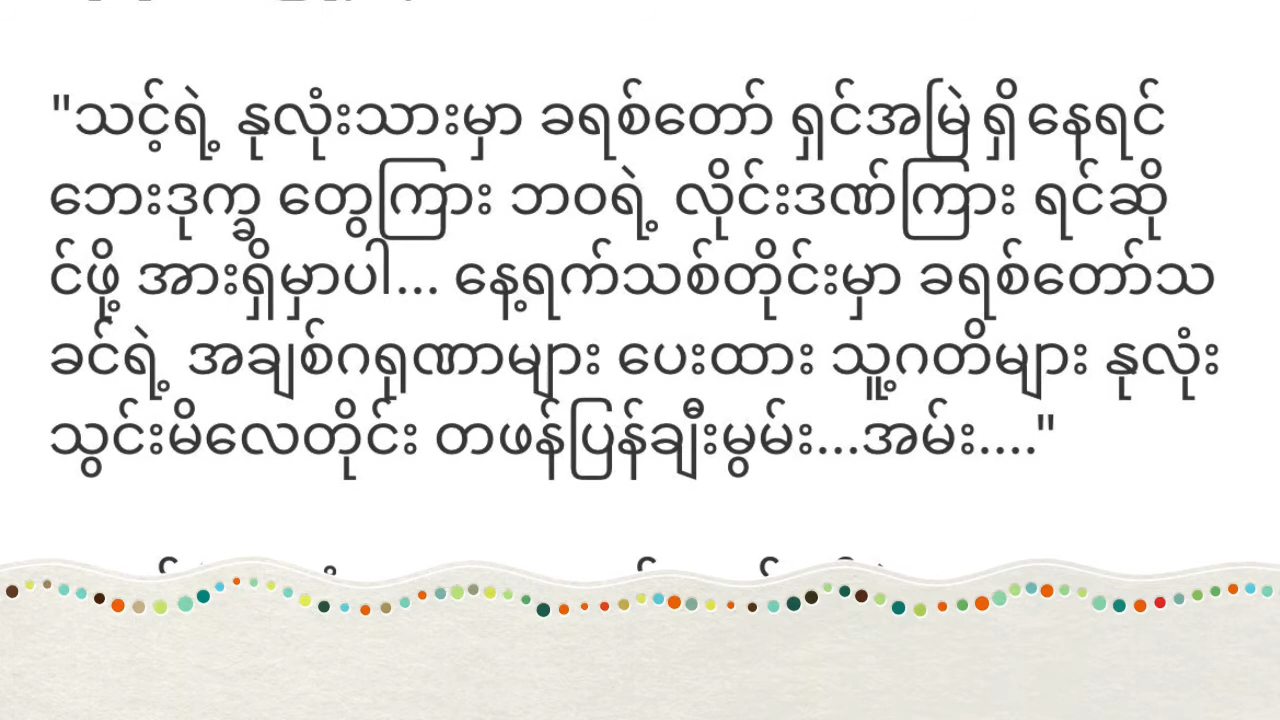 "သင့်ရဲ့ နှလုံးသားမှာ ခရစ်တော် ရှင်အမြဲ ရှိ နေရင်
ဘေးဒုက္ခ တွေကြား ဘဝရဲ့ လှိုင်းဒဏ်ကြား ရင်ဆို
င်ဖို့ အားရှိမှာပါ... နေ့ရက်သစ်တိုင်းမှာ ခရစ်တော်သ
ခင်ရဲ့ အချစ်ဂရုဏာများ ပေးထား သူ့ဂတိများ နှလုံး
သွင်းမိလေတိုင်း တဖန်ပြန်ချီးမွမ်း...အမ်း...."